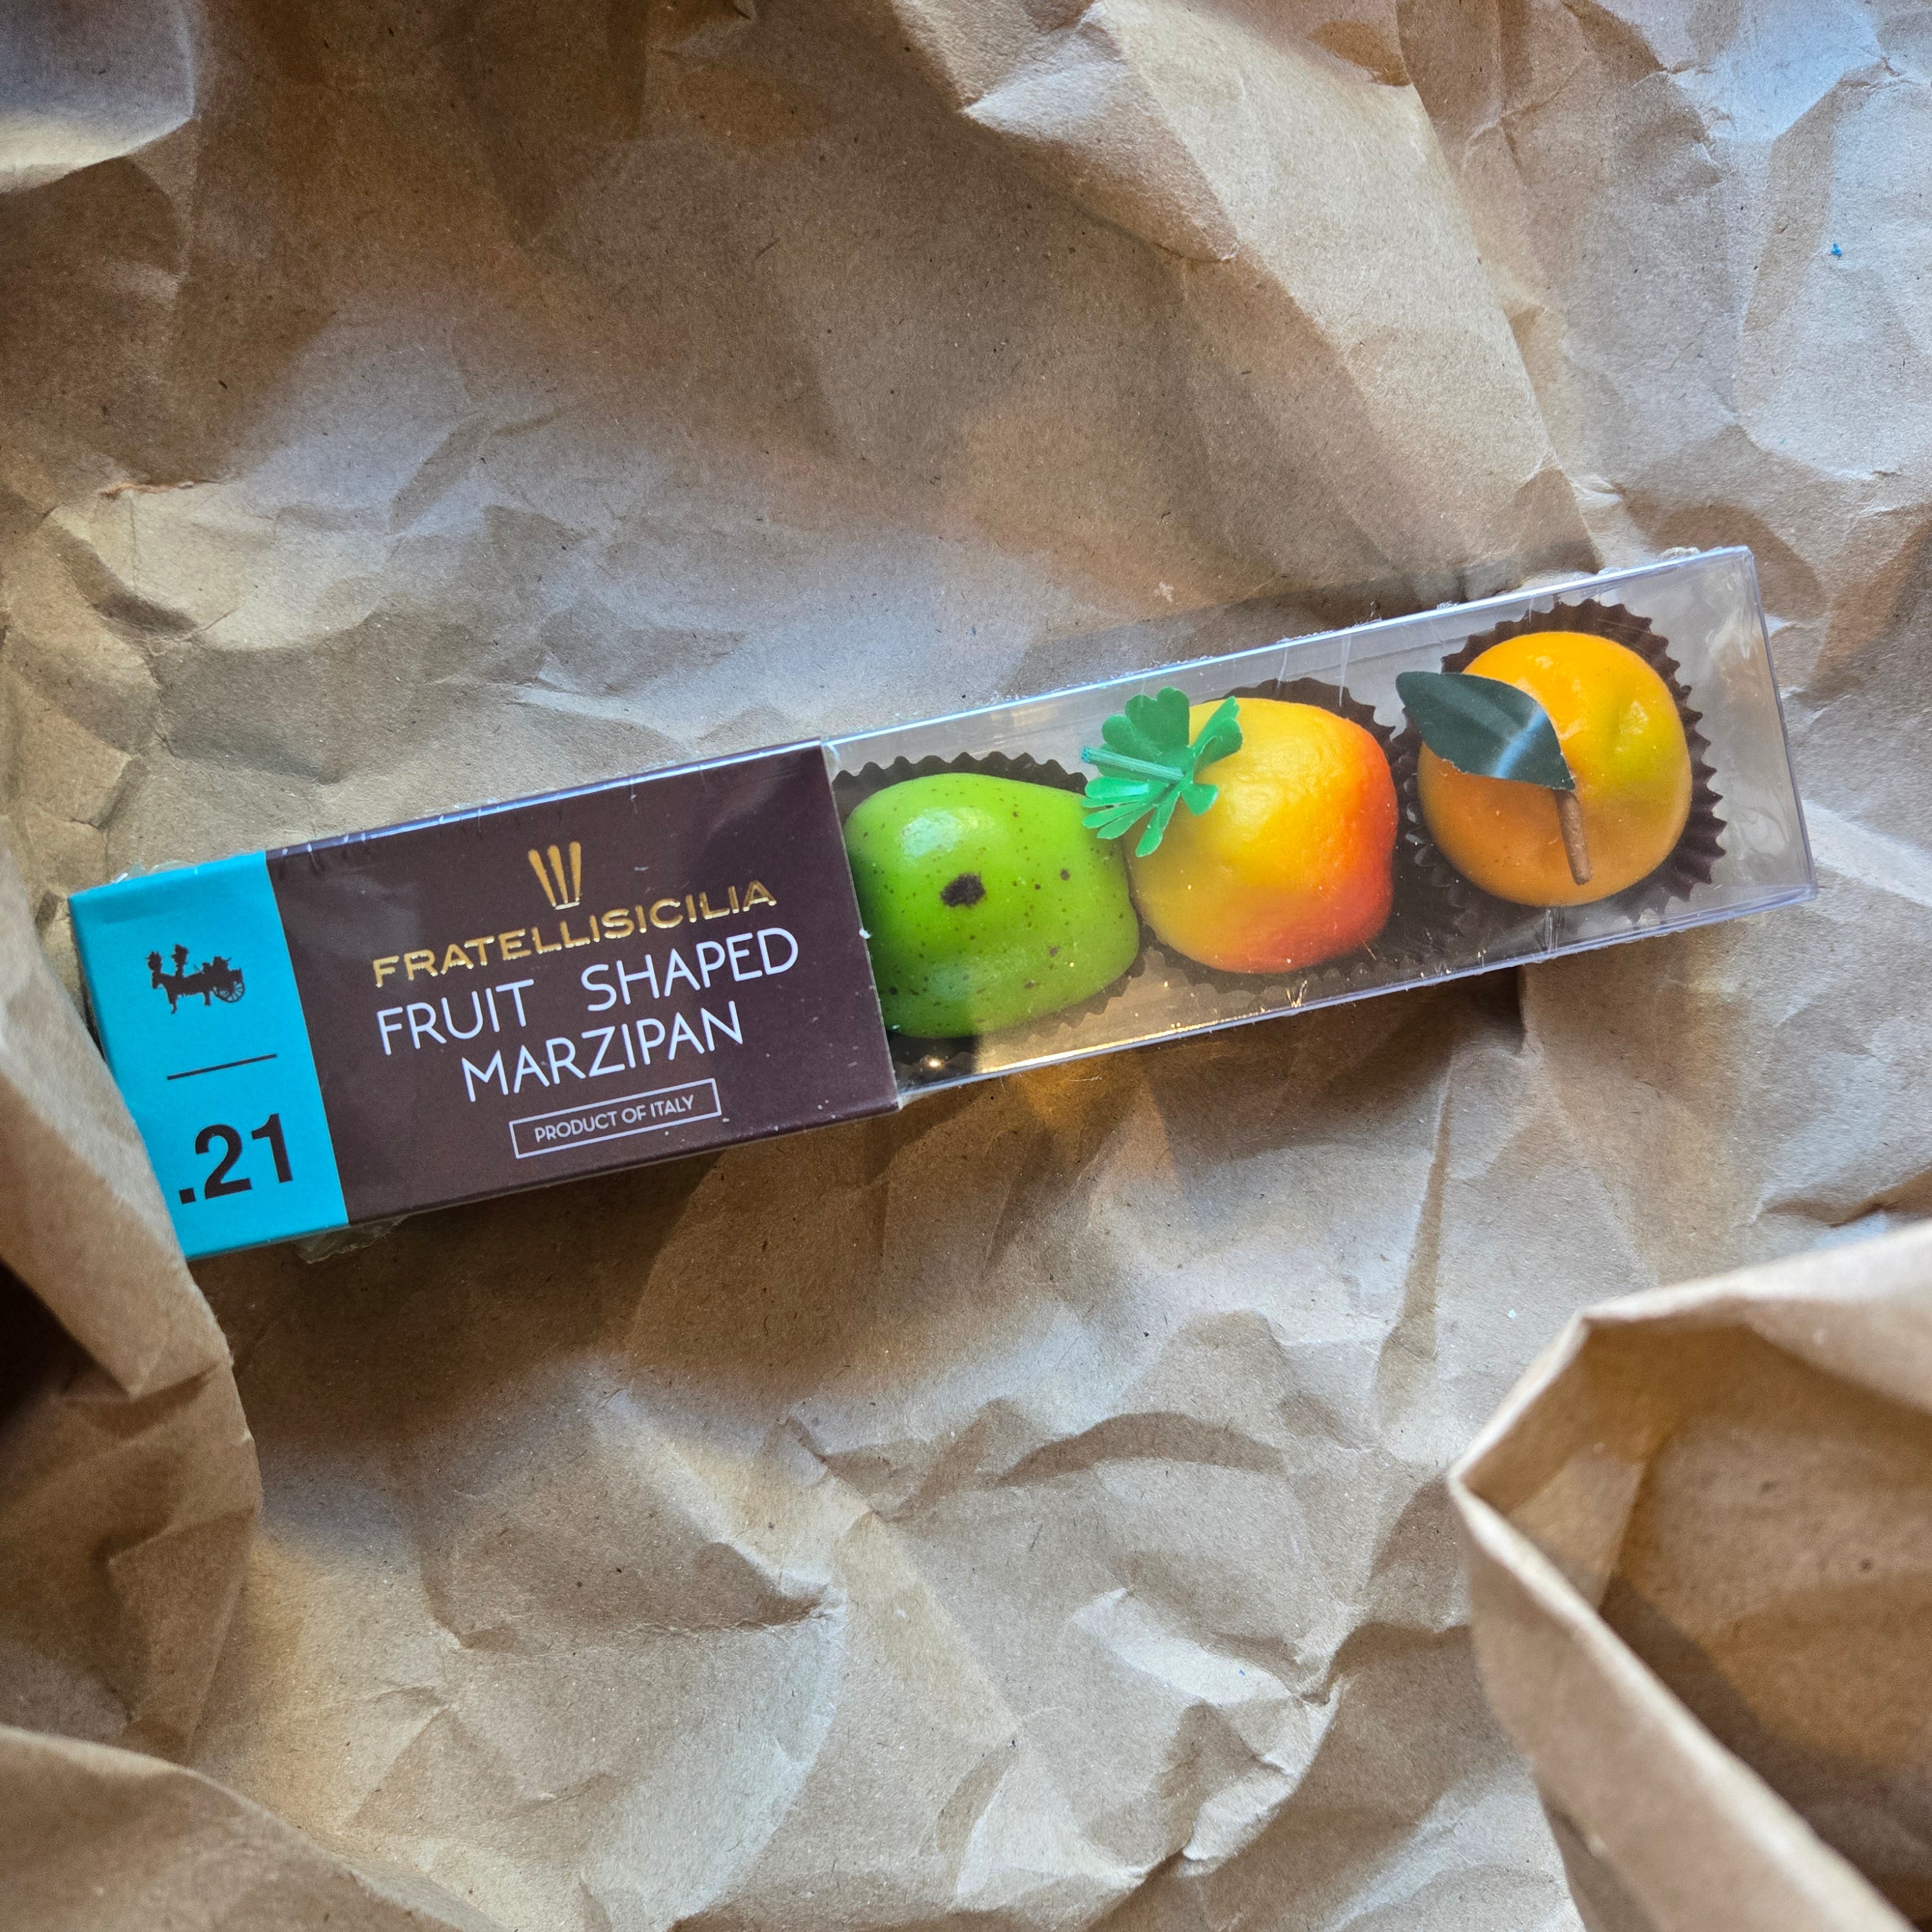 FRATELLISICILIA
FRUIT SHAPED
MARZIPAN
PRODUCT OF ITALY
.21